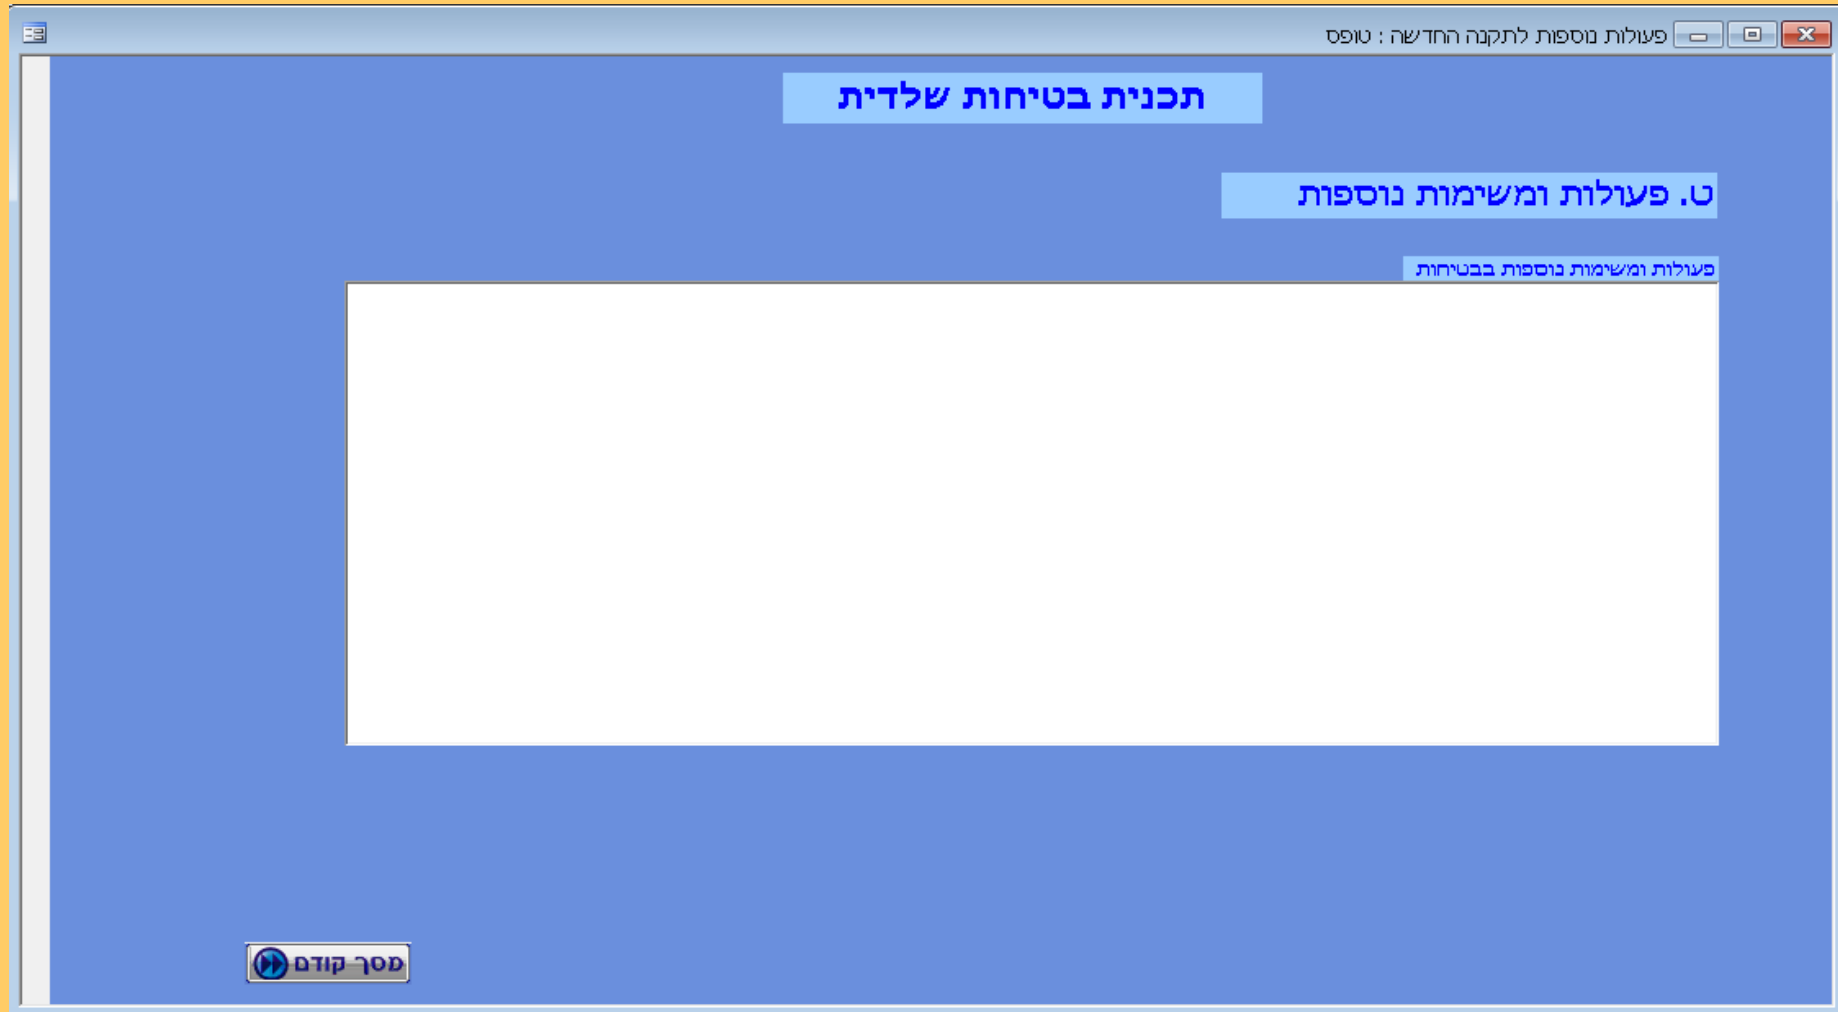 פעולות נוספות לתקנה החדשה : טופס
תכנית בטיחות שלדית
ט. פעולות ומשימות נוספות
פעולות ומשימות נוספות בבטיחות
מסך קודם